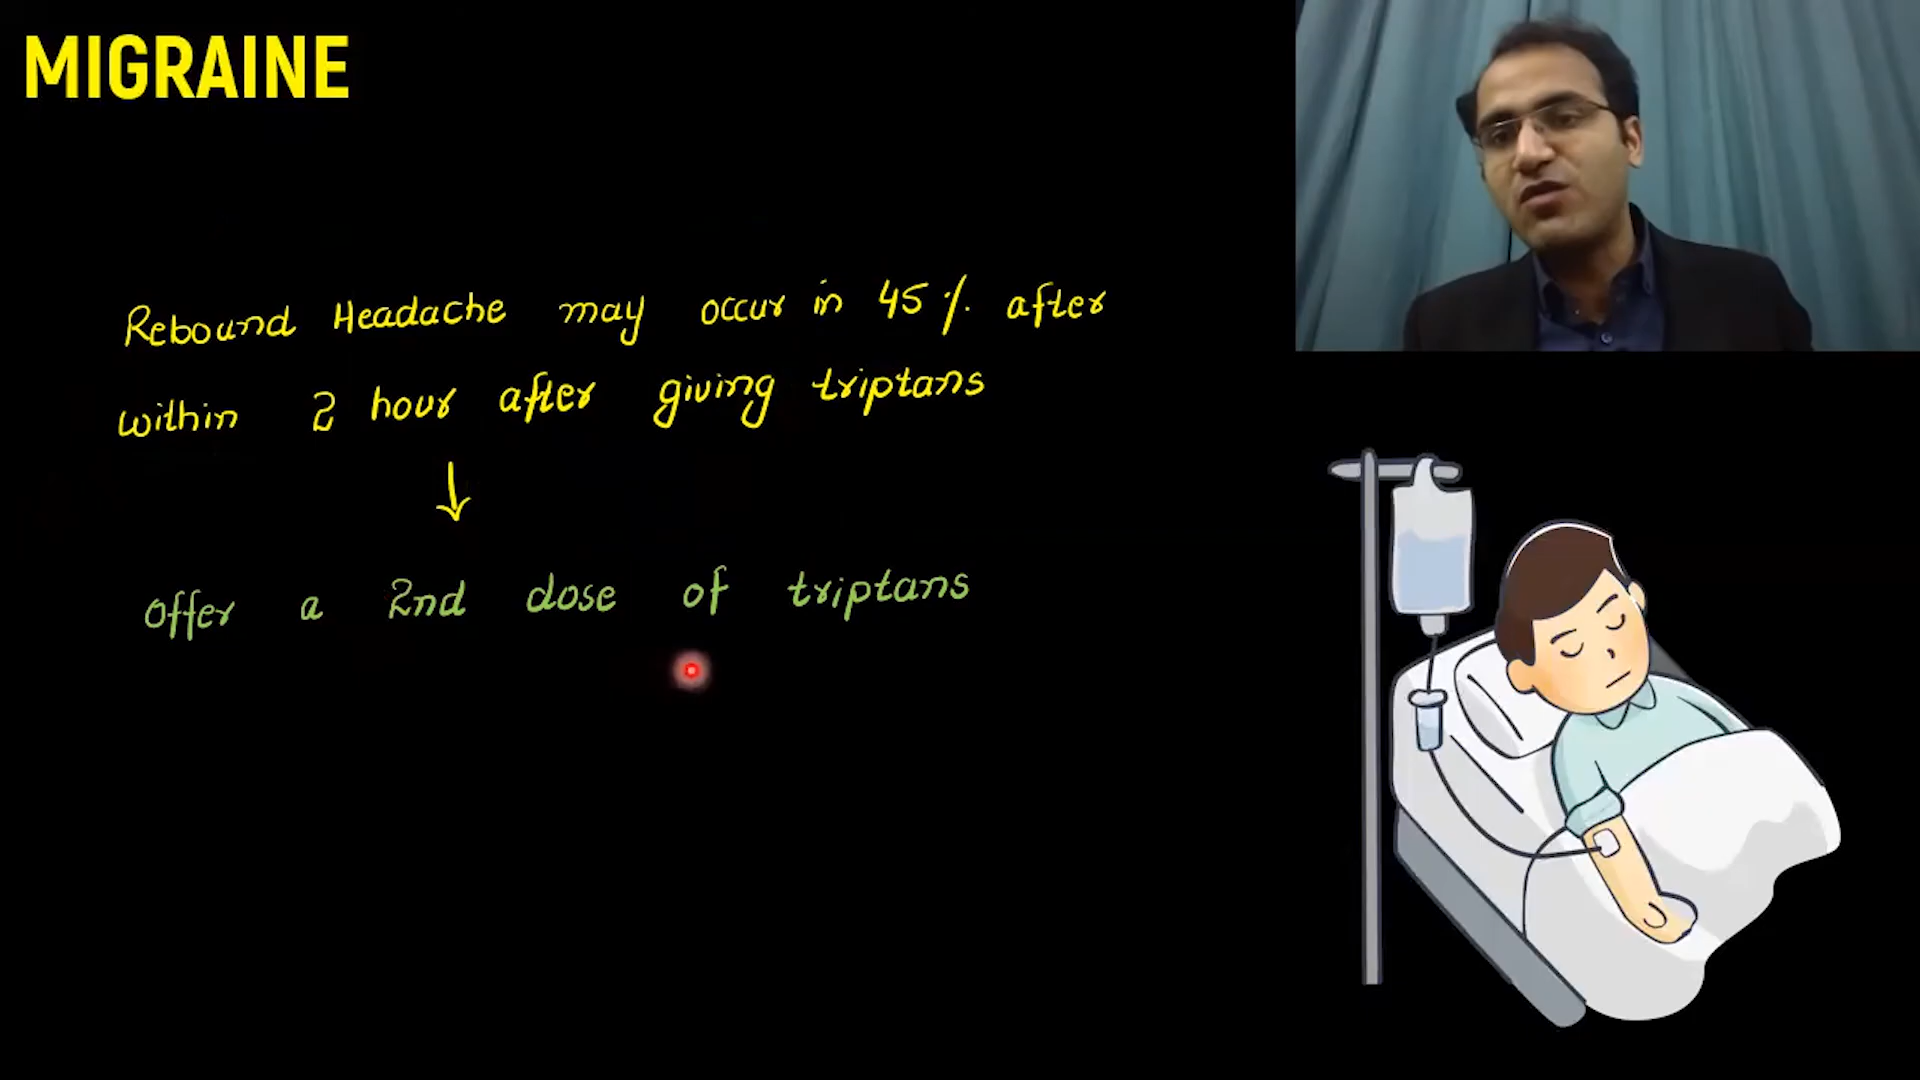 MIGRAINE
Rebound Headache may occur in 45% after
within 2 hour after giving triptans
↓
Offer a 2nd dose of triptans